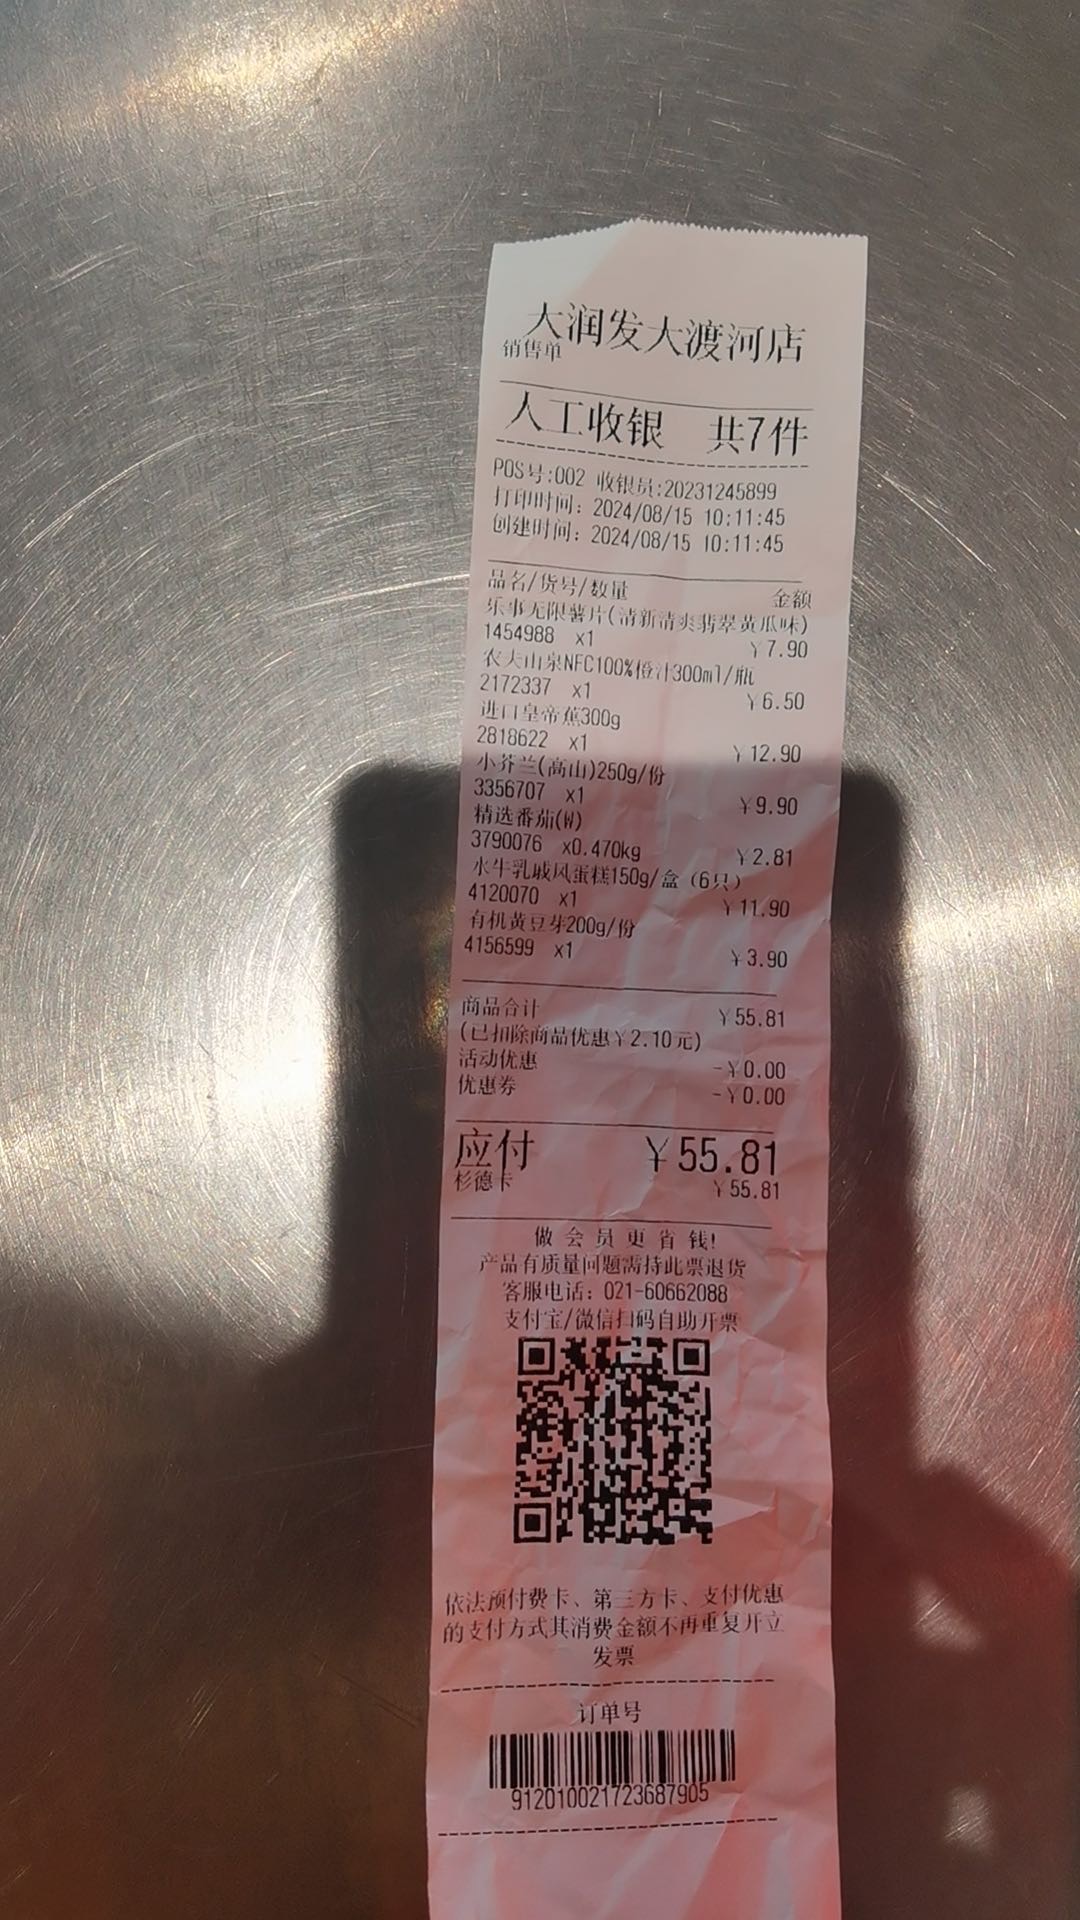 大润发大渡河店
销售单
人工收银 共7件
POS号:002 收银员:20231245899
打印时间: 2024/08/15 10:11:45
创建时间: 2024/08/15 10:11:45
品名/货号/数量 金额
乐事无限薯片(清新清爽翡翠黄瓜味)
1454988 x1 ￥7.90
农夫山泉NFC100%橙汁300ml/瓶
2172337 x1 ￥6.50
进口皇帝蕉300g
2818622 x1 ￥12.90
小芥兰(高山)250g/份
3356707 x1 ￥9.90
精选番茄(W)
3790076 x0.470kg ￥2.81
水牛乳戚风蛋糕150g/盒（6只）
4120070 x1 ￥11.90
有机黄豆芽200g/份
4156599 x1 ￥3.90
商品合计 ￥55.81
(已扣除商品优惠￥2.10元)
活动优惠 -￥0.00
优惠券 -￥0.00
应付 ￥55.81
杉德卡 ￥55.81
做会员更省钱!
产品有质量问题需持此票退货
客服电话: 021-60662088
支付宝/微信扫码自助开票
依法预付费卡、第三方卡、支付优惠
的支付方式其消费金额不再重复开立
发票
订单号
912010021723687905